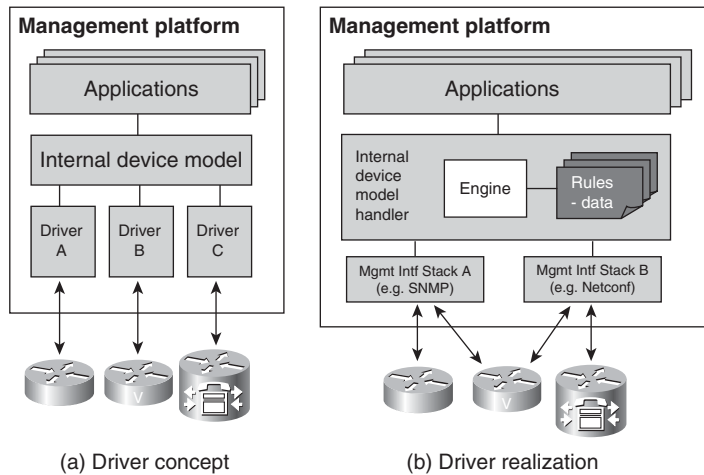 Management platform
Applications
Internal device model
Driver
A
Driver
B
Driver
C
V
(a) Driver concept
Management platform
Applications
Internal
device
model
handler
Engine
Rules
- data
Mgmt Intf Stack A
(e.g. SNMP)
Mgmt Intf Stack B
(e.g. Netconf)
V
(b) Driver realization